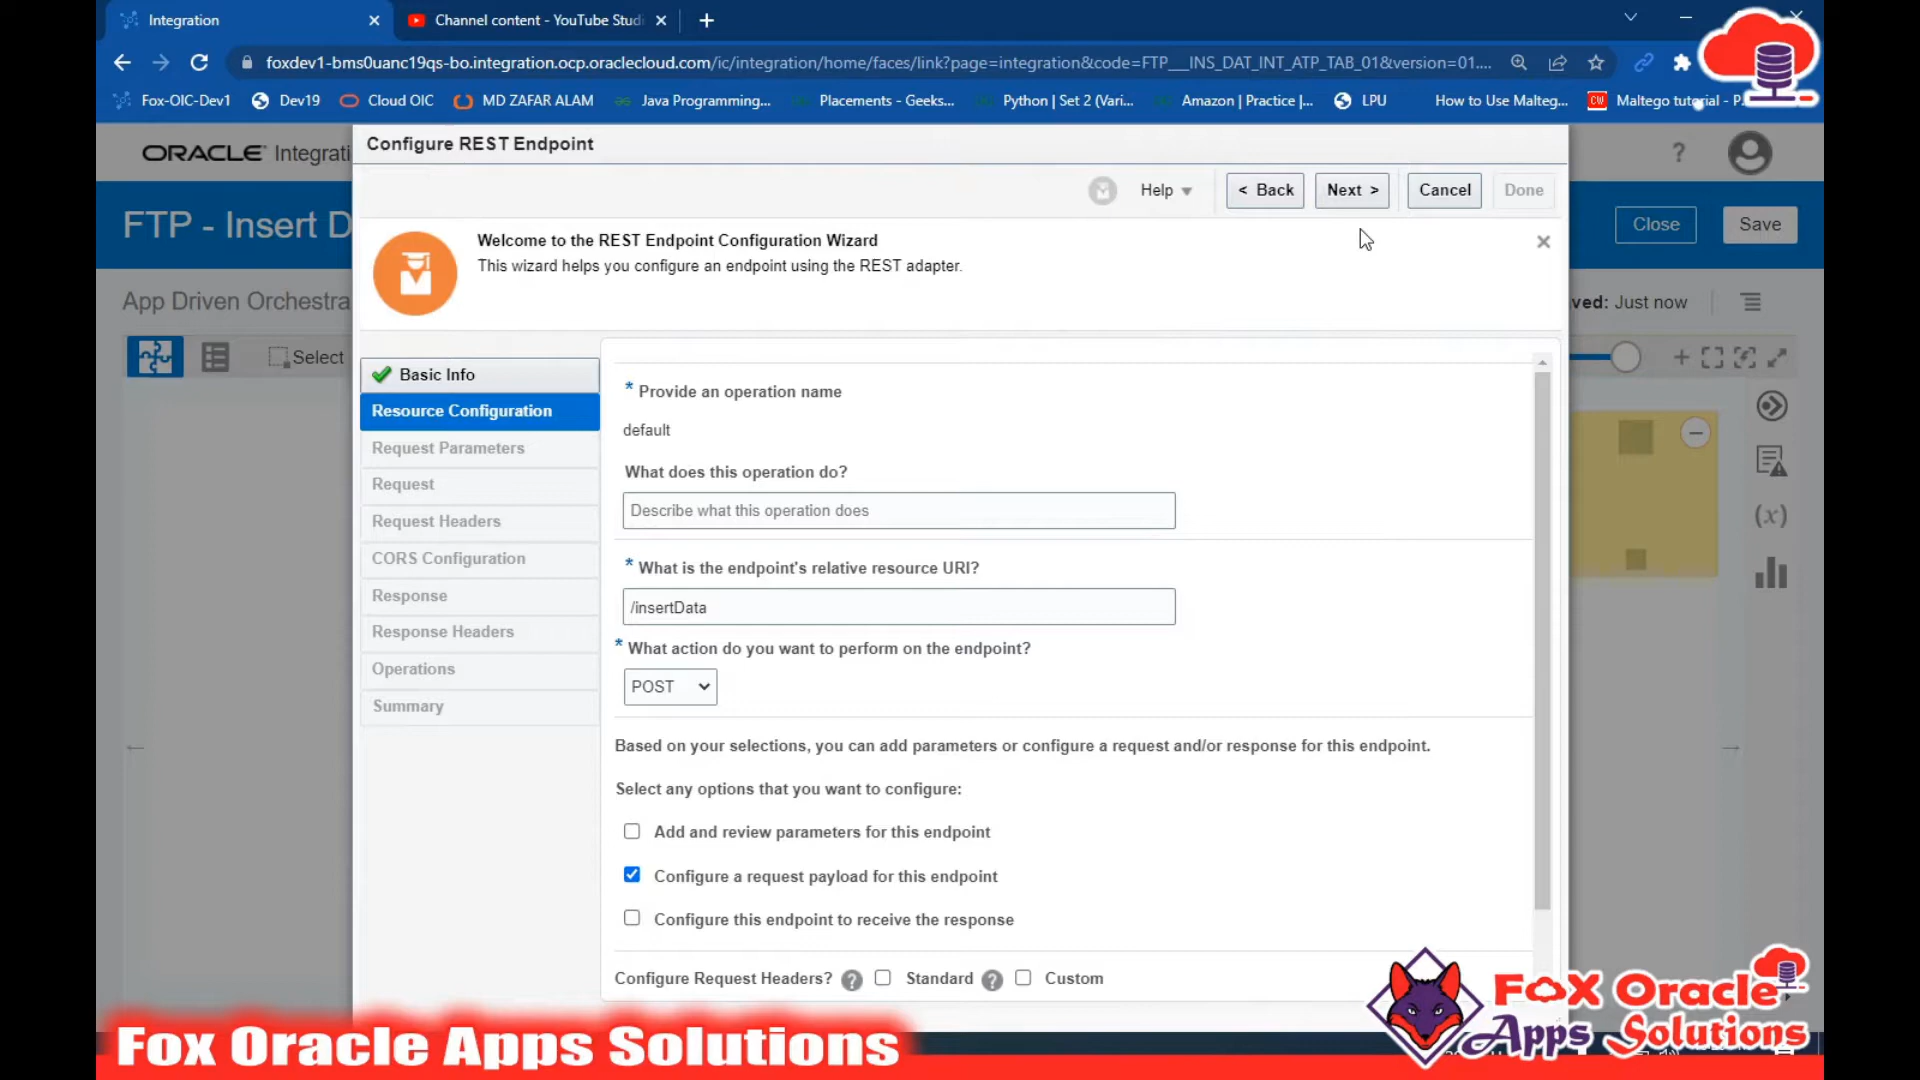 Integration
Channel content - YouTube Stud
foxdev1-bms0uanc19qs-bo.integration.ocp.oraclecloud.com/ic/integration/home/faces/link?page=integration&code=FTP__INS_DAT_INT_ATP_TAB_01&version=01....
Fox-OIC-Dev1 Dev19 Cloud OIC MD ZAFAR ALAM Java Programming... Placements - Geeks... Python | Set 2 (Vari... Amazon | Practice |... LPU How to Use Malteg... CW Maltego tutorial - P
ORACLE Integrati
Configure REST Endpoint
Help < Back Next > Cancel Done
FTP - Insert D
Close Save
Welcome to the REST Endpoint Configuration Wizard
This wizard helps you configure an endpoint using the REST adapter.
App Driven Orchestra
ved: Just now
Select
Basic Info
Resource Configuration
Request Parameters
Request
Request Headers
CORS Configuration
Response
Response Headers
Operations
Summary
* Provide an operation name
default
What does this operation do?
Describe what this operation does
* What is the endpoint's relative resource URI?
/insertData
* What action do you want to perform on the endpoint?
POST
Based on your selections, you can add parameters or configure a request and/or response for this endpoint.
Select any options that you want to configure:
Add and review parameters for this endpoint
Configure a request payload for this endpoint
Configure this endpoint to receive the response
Configure Request Headers? Standard Custom
(x)
Fox Oracle
Apps Solutions
Fox Oracle Apps Solutions